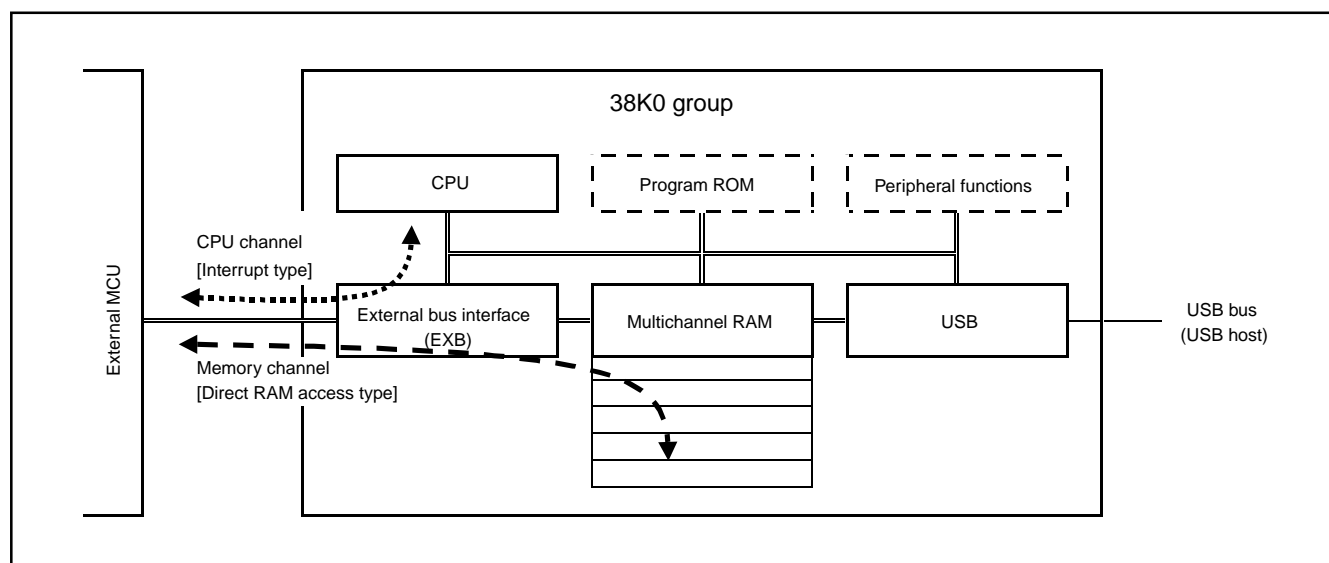 38K0 group
CPU
Program ROM
Peripheral functions
CPU channel
[Interrupt type]
External MCU
External bus interface
(EXB)
Multichannel RAM
USB
USB bus
(USB host)
Memory channel
[Direct RAM access type]